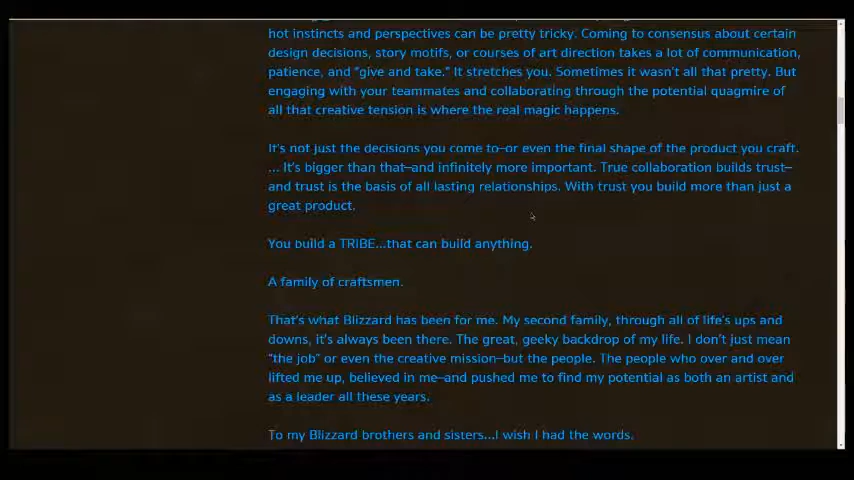 hot instincts and perspectives can be pretty tricky. Coming to consensus about certain
design decisions, story motifs, or courses of art direction takes a lot of communication,
patience, and "give and take." It stretches you. Sometimes it wasn't all that pretty. But
engaging with your teammates and collaborating through the potential quagmire of
all that creative tension is where the real magic happens.
It's not just the decisions you come to—or even the final shape of the product you craft.
... It's bigger than that—and infinitely more important. True collaboration builds trust—
and trust is the basis of all lasting relationships. With trust you build more than just a
great product.
You build a TRIBE...that can build anything.
A family of craftsmen.
That's what Blizzard has been for me. My second family, through all of life's ups and
downs, it's always been there. The great, geeky backdrop of my life. I don't just mean
"the job" or even the creative mission—but the people. The people who over and over
lifted me up, believed in me—and pushed me to find my potential as both an artist and
as a leader all these years.
To my Blizzard brothers and sisters...I wish I had the words.